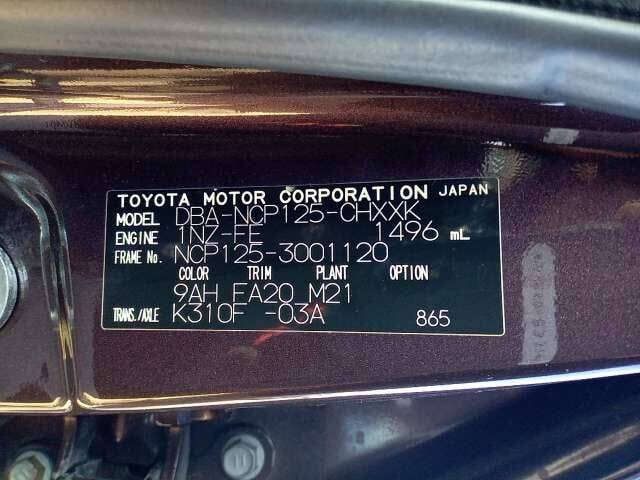 TOYOTA MOTOR CORPORATION JAPAN
MODEL DBA-NCP125-CHXXK
ENGINE 1NZ-FE 1496 mL
FRAME No. NCP125-3001120
COLOR TRIM PLANT OPTION
9AH FA20 M21
TRANS./AXLE K310F -03A 865